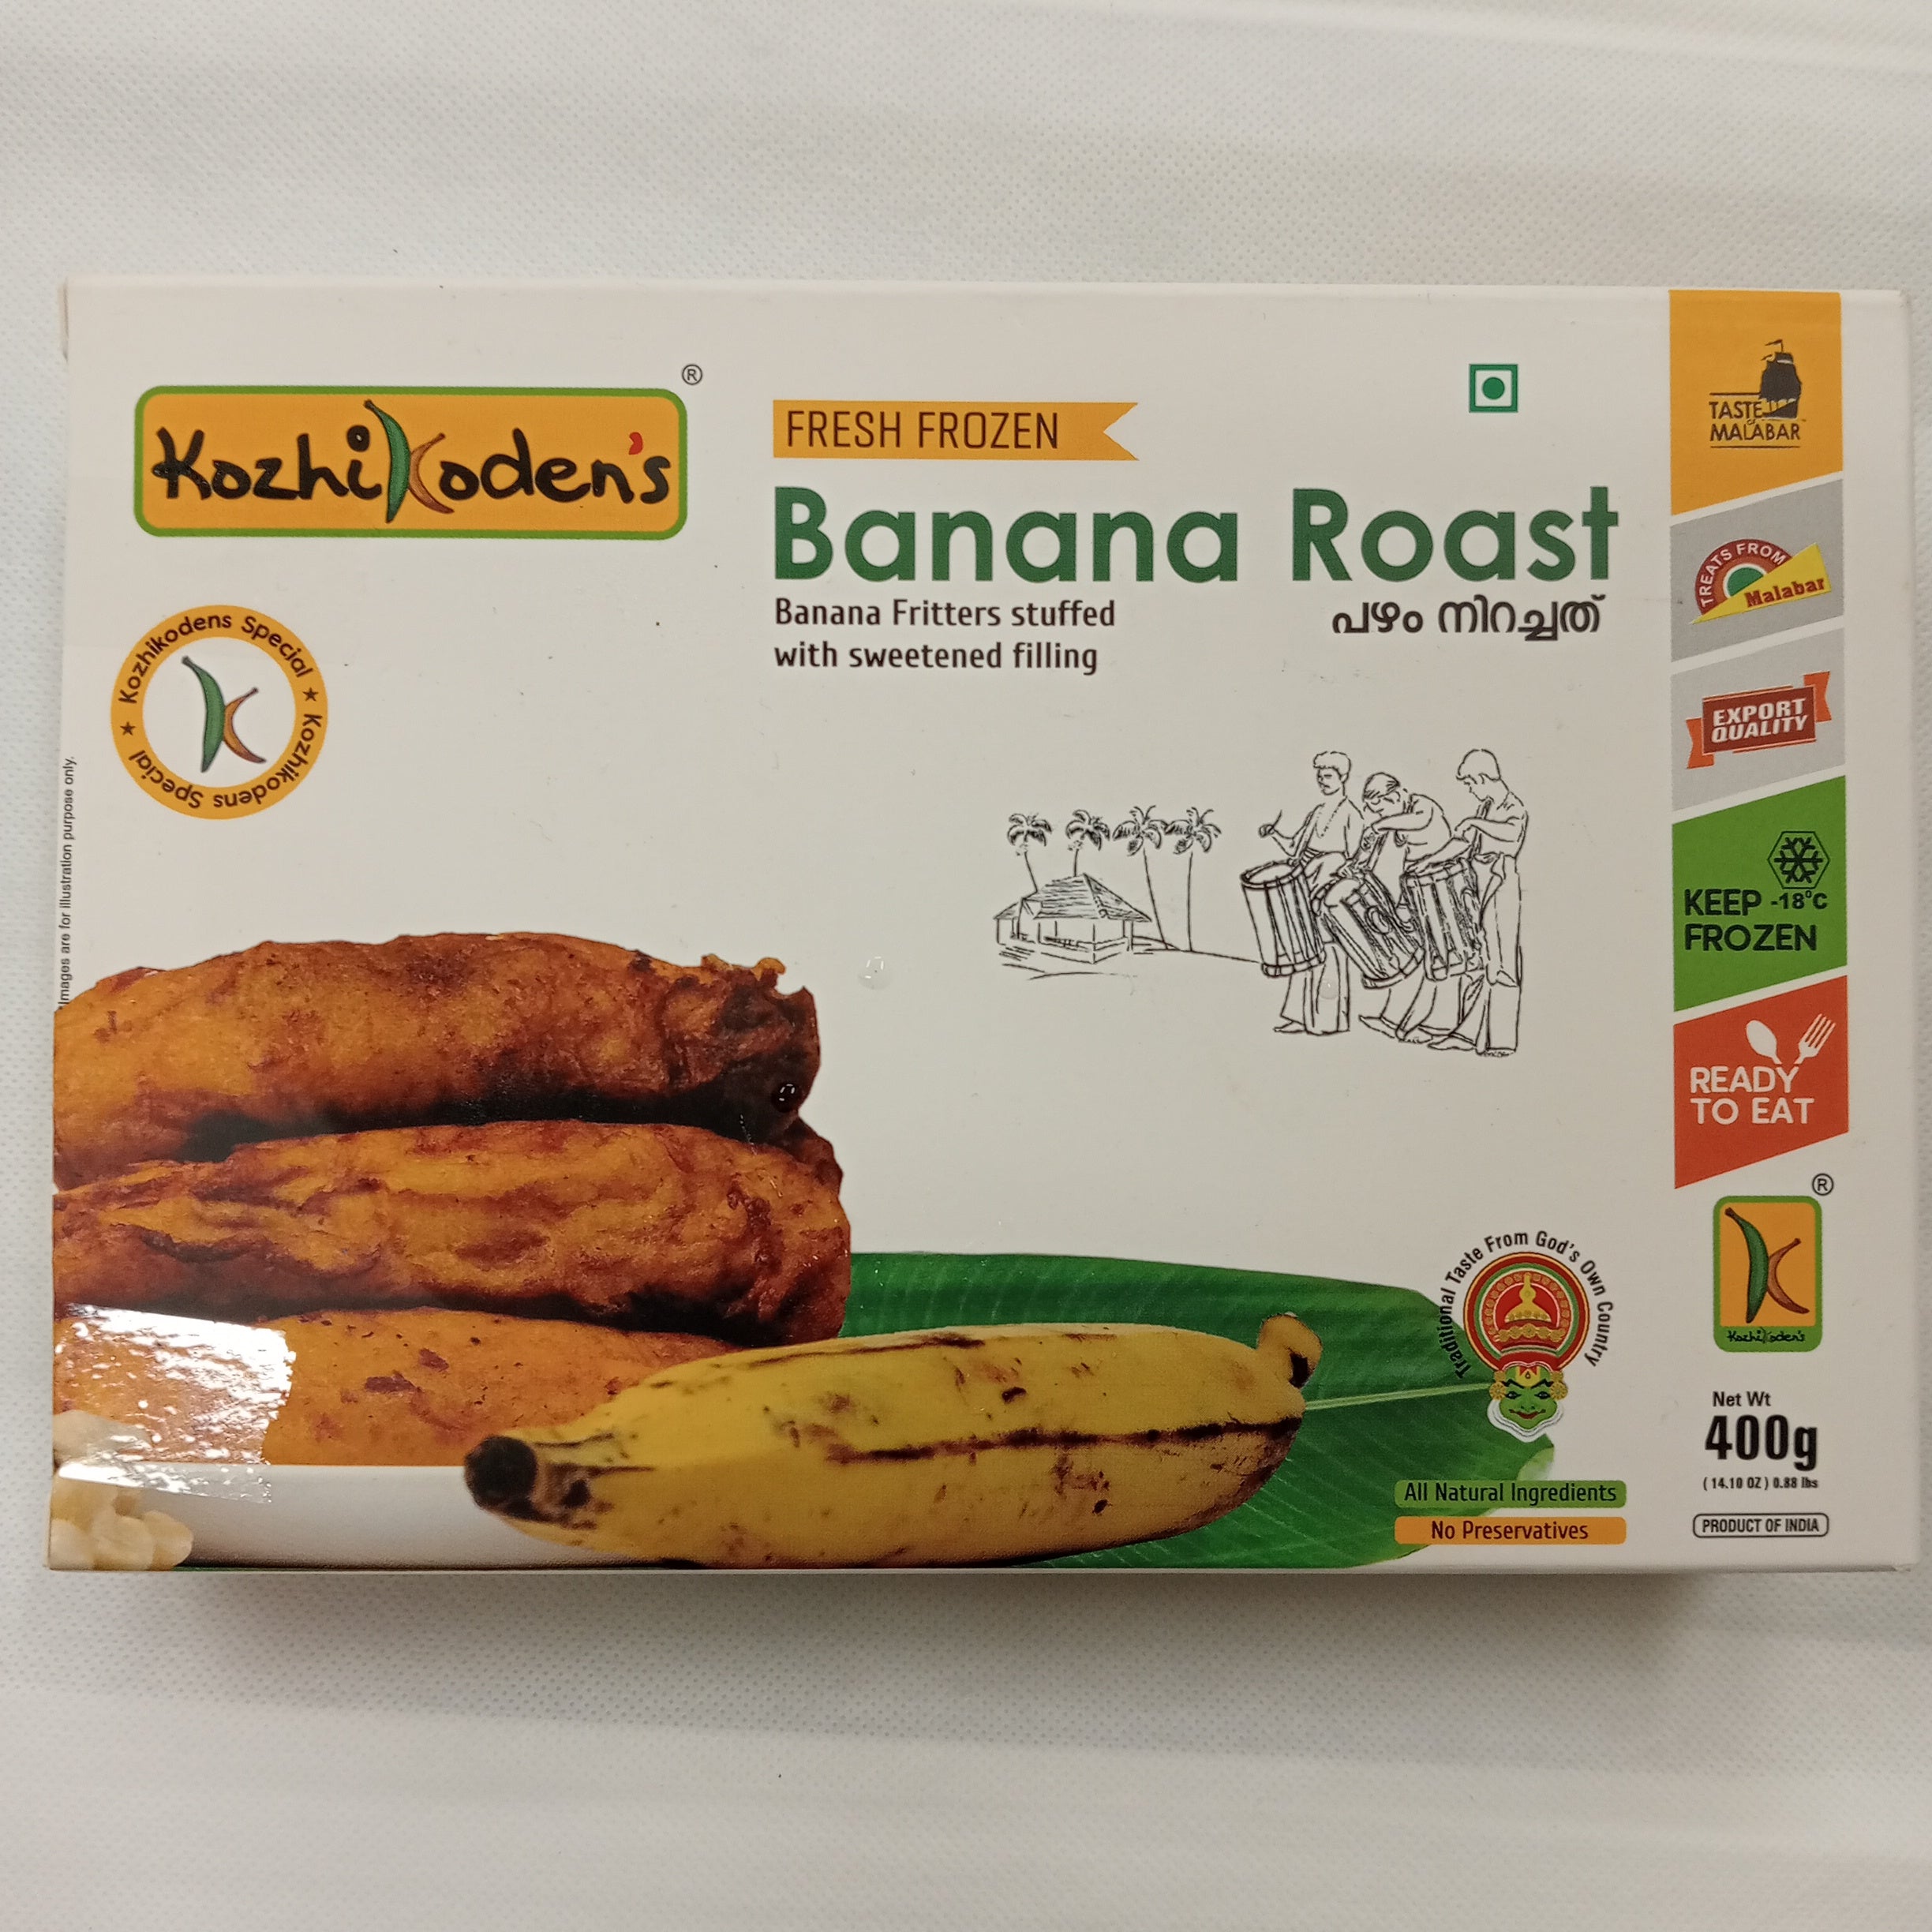 Kozhikoden's ®
Kozhikodens Special ★ Kozhikodens Special ★
Images are for illustration purpose only.
FRESH FROZEN
Banana Roast
Banana Fritters stuffed
with sweetened filling
പഴം നിറച്ചത്
TASTE
of
MALABAR
TREATS FROM
Malabar
EXPORT
QUALITY
KEEP -18°C
FROZEN
READY
TO EAT
®
Kozhikoden's
Traditional Taste From God's Own Country
All Natural Ingredients
No Preservatives
Net Wt
400g
(14.10 OZ) 0.88 lbs
PRODUCT OF INDIA